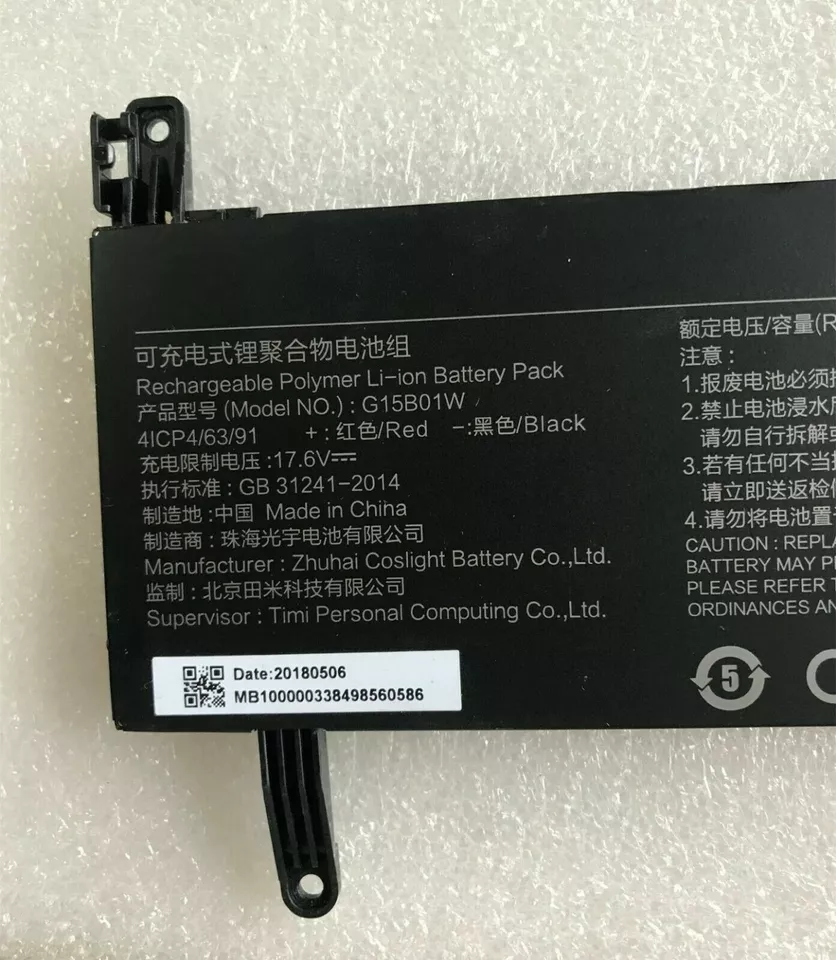 可充电式锂聚合物电池组
Rechargeable Polymer Li-ion Battery Pack
产品型号 (Model NO.) : G15B01W
4ICP4/63/91 + : 红色/Red -:黑色/Black
充电限制电压 :17.6V⎓
执行标准 : GB 31241-2014
制造地 :中国 Made in China
制造商 : 珠海光宇电池有限公司
Manufacturer : Zhuhai Coslight Battery Co.,Ltd.
监制 : 北京田米科技有限公司
Supervisor : Timi Personal Computing Co.,Ltd.
Date:20180506
MB100000338498560586
额定电压/容量(R
注意 :
1.报废电池必须
2.禁止电池浸水
请勿自行拆解
3.若有任何不当
请立即送返检
4.请勿将电池置
CAUTION : REPLA
BATTERY MAY
PLEASE REFER
ORDINANCES
5